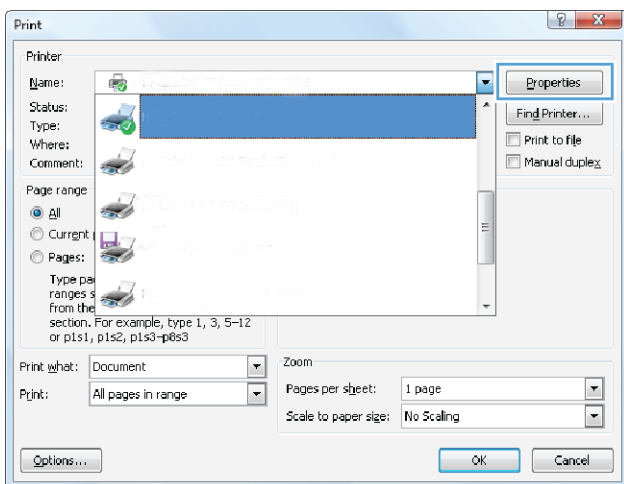 Print
Printer
Name:
Properties
Status:
Find Printer...
Type:
Where:
Print to file
Comment:
Manual duplex
Page range
All
Current
Pages:
Type
ranges
from the
section. For example, type 1, 3, 5–12
or p1s1, p1s2, p1s3–p8s3
Print what: Document
Print: All pages in range
Zoom
Pages per sheet: 1 page
Scale to paper size: No Scaling
Options...
OK
Cancel